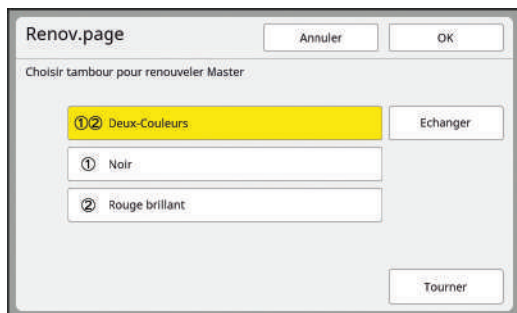 Renov.page
Annuler
OK
Choisir tambour pour renouveler Master
①② Deux-Couleurs
Echanger
① Noir
② Rouge brillant
Tourner